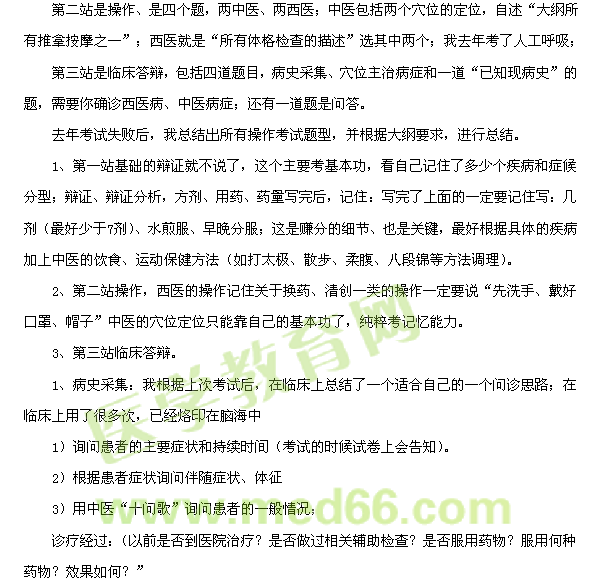 第二站是操作、是四个题，两中医、两西医；中医包括两个穴位的定位，自述“大纲所
有推拿按摩之一”；西医就是“所有体格检查的描述”选其中两个；我去年考了人工呼吸；
第三站是临床答辩，包括四道题目，病史采集、穴位主治病症和一道“已知现病史”的
题，需要你确诊西医病、中医病症；还有一道题是问答。
去年考试失败后，我总结出所有操作考试题型，并根据大纲要求，进行总结。
1、第一站基础的辩证就不说了，这个主要考基本功，看自己记住了多少个疾病和症候
分型；辩证、辩证分析，方剂、用药、药量写完后，记住：写完了上面的一定要记住写：几
剂（最好少于7剂）、水煎服、早晚分服；这是赚分的细节、也是关键，最好根据具体的疾病
加上中医的饮食、运动保健方法（如打太极、散步、柔腹、八段锦等方法调理）。
2、第二站操作，西医的操作记住关于换药、清创一类的操作一定要说“先洗手、戴好
口罩、帽子”中医的穴位定位只能靠自己的基本功了，纯粹考记忆能力。
3、第三站临床答辩。
1、病史采集：我根据上次考试后，在临床上总结了一个适合自己的一个问诊思路；在
临床上用了很多次，已经烙印在脑海中
1）询问患者的主要症状和持续时间（考试的时候试卷上会告知）。
2）根据患者症状询问伴随症状、体征
3）用中医“十问歌”询问患者的一般情况；
诊疗经过：（以前是否到医院治疗？是否做过相关辅助检查？是否服用药物？服用何种
药物？效果如何？”
医学教育网
www.med66.com